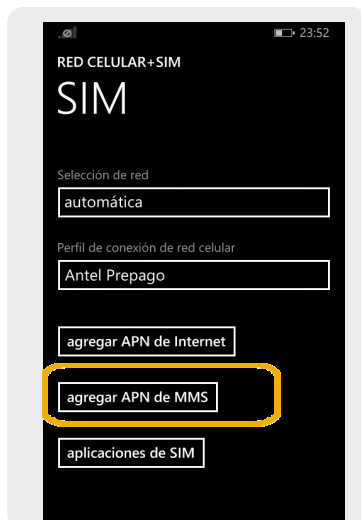 23:52
RED CELULAR+SIM
SIM
Selección de red
automática
Perfil de conexión de red celular
Antel Prepago
agregar APN de Internet
agregar APN de MMS
aplicaciones de SIM